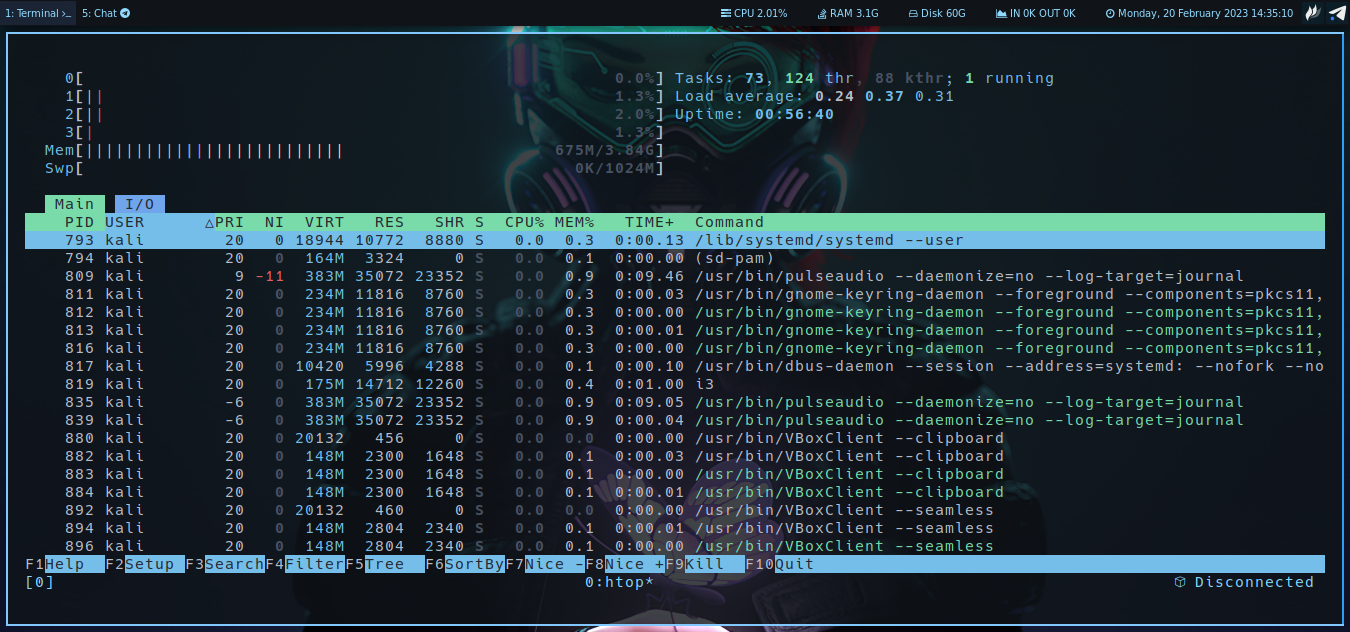 1: Terminal >_ 5: Chat CPU 2.01% RAM 3.1G Disk 60G IN 0K OUT 0K Monday, 20 February 2023 14:35:10
0[ 0.0%] Tasks: 73, 124 thr, 88 kthr; 1 running
1[|| 1.3%] Load average: 0.24 0.37 0.31
2[|| 2.0%] Uptime: 00:56:40
3[| 1.3%]
Mem[|||||||||||||||||||||||||| 675M/3.84G]
Swp[ 0K/1024M]
Main I/O
PID USER △PRI NI VIRT RES SHR S CPU% MEM% TIME+ Command
793 kali 20 0 18944 10772 8880 S 0.0 0.3 0:00.13 /lib/systemd/systemd --user
794 kali 20 0 164M 3324 0 S 0.0 0.1 0:00.00 (sd-pam)
809 kali 9 -11 383M 35072 23352 S 0.0 0.9 0:09.46 /usr/bin/pulseaudio --daemonize=no --log-target=journal
811 kali 20 0 234M 11816 8760 S 0.0 0.3 0:00.03 /usr/bin/gnome-keyring-daemon --foreground --components=pkcs11,
812 kali 20 0 234M 11816 8760 S 0.0 0.3 0:00.00 /usr/bin/gnome-keyring-daemon --foreground --components=pkcs11,
813 kali 20 0 234M 11816 8760 S 0.0 0.3 0:00.01 /usr/bin/gnome-keyring-daemon --foreground --components=pkcs11,
816 kali 20 0 234M 11816 8760 S 0.0 0.3 0:00.00 /usr/bin/gnome-keyring-daemon --foreground --components=pkcs11,
817 kali 20 0 10420 5996 4288 S 0.0 0.1 0:00.10 /usr/bin/dbus-daemon --session --address=systemd: --nofork --no
819 kali 20 0 175M 14712 12260 S 0.0 0.4 0:01.00 i3
835 kali -6 0 383M 35072 23352 S 0.0 0.9 0:09.05 /usr/bin/pulseaudio --daemonize=no --log-target=journal
839 kali -6 0 383M 35072 23352 S 0.0 0.9 0:00.04 /usr/bin/pulseaudio --daemonize=no --log-target=journal
880 kali 20 0 20132 456 0 S 0.0 0.0 0:00.00 /usr/bin/VBoxClient --clipboard
882 kali 20 0 148M 2300 1648 S 0.0 0.1 0:00.03 /usr/bin/VBoxClient --clipboard
883 kali 20 0 148M 2300 1648 S 0.0 0.1 0:00.00 /usr/bin/VBoxClient --clipboard
884 kali 20 0 148M 2300 1648 S 0.0 0.1 0:00.01 /usr/bin/VBoxClient --clipboard
892 kali 20 0 20132 460 0 S 0.0 0.0 0:00.00 /usr/bin/VBoxClient --seamless
894 kali 20 0 148M 2804 2340 S 0.0 0.1 0:00.01 /usr/bin/VBoxClient --seamless
896 kali 20 0 148M 2804 2340 S 0.0 0.1 0:00.00 /usr/bin/VBoxClient --seamless
F1Help F2Setup F3SearchF4FilterF5Tree F6SortByF7Nice -F8Nice +F9Kill F10Quit
[0] 0:htop* Disconnected